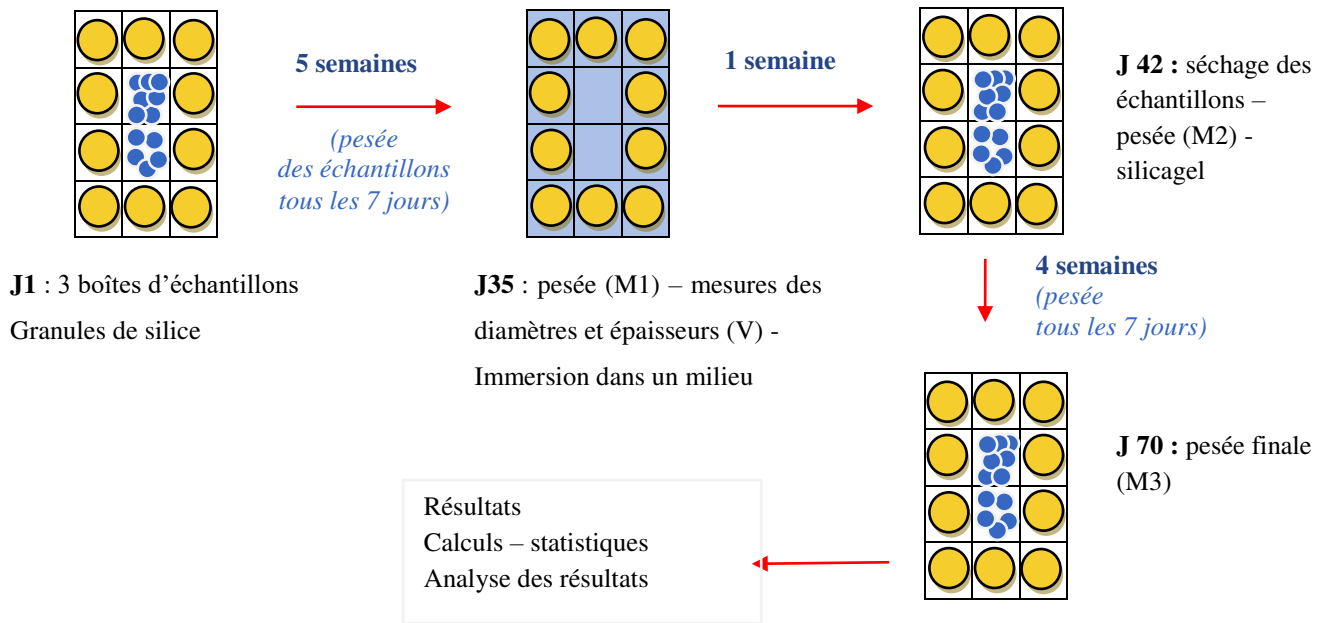 5 semaines
(pesée
des échantillons
tous les 7 jours)
1 semaine
J 42 : séchage des
échantillons –
pesée (M2) -
silicagel
J1 : 3 boîtes d'échantillons
Granules de silice
J35 : pesée (M1) – mesures des
diamètres et épaisseurs (V) -
Immersion dans un milieu
4 semaines
(pesée
tous les 7 jours)
J 70 : pesée finale
(M3)
Résultats
Calculs – statistiques
Analyse des résultats